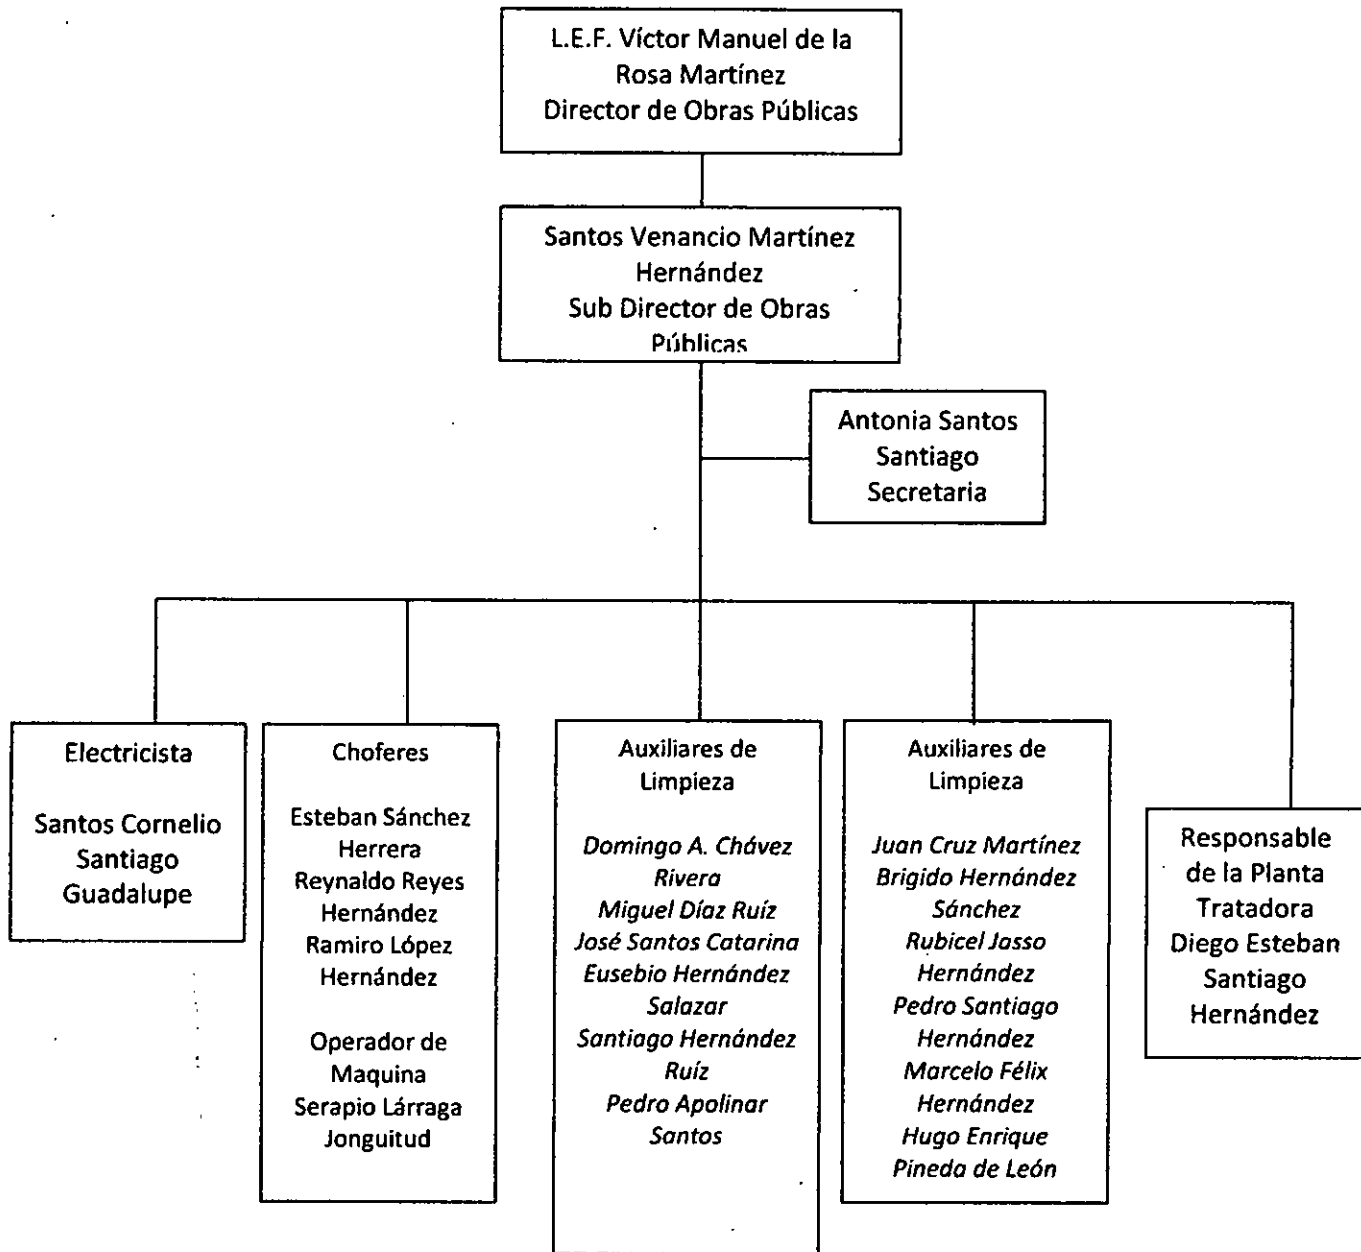 L.E.F. Víctor Manuel de la
Rosa Martínez
Director de Obras Públicas
Santos Venancio Martínez
Hernández
Sub Director de Obras
Públicas
Antonia Santos
Santiago
Secretaria
Electricista
Santos Cornelio
Santiago
Guadalupe
Choferes
Esteban Sánchez
Herrera
Reynaldo Reyes
Hernández
Ramiro López
Hernández
Operador de
Maquina
Serapio Lárraga
Jonguitud
Auxiliares de
Limpieza
Domingo A. Chávez
Rivera
Miguel Díaz Ruíz
José Santos Catarina
Eusebio Hernández
Salazar
Santiago Hernández
Ruíz
Pedro Apolinar
Santos
Auxiliares de
Limpieza
Juan Cruz Martínez
Brigido Hernández
Sánchez
Rubicel Jasso
Hernández
Pedro Santiago
Hernández
Marcelo Félix
Hernández
Hugo Enrique
Pineda de León
Responsable
de la Planta
Tratadora
Diego Esteban
Santiago
Hernández